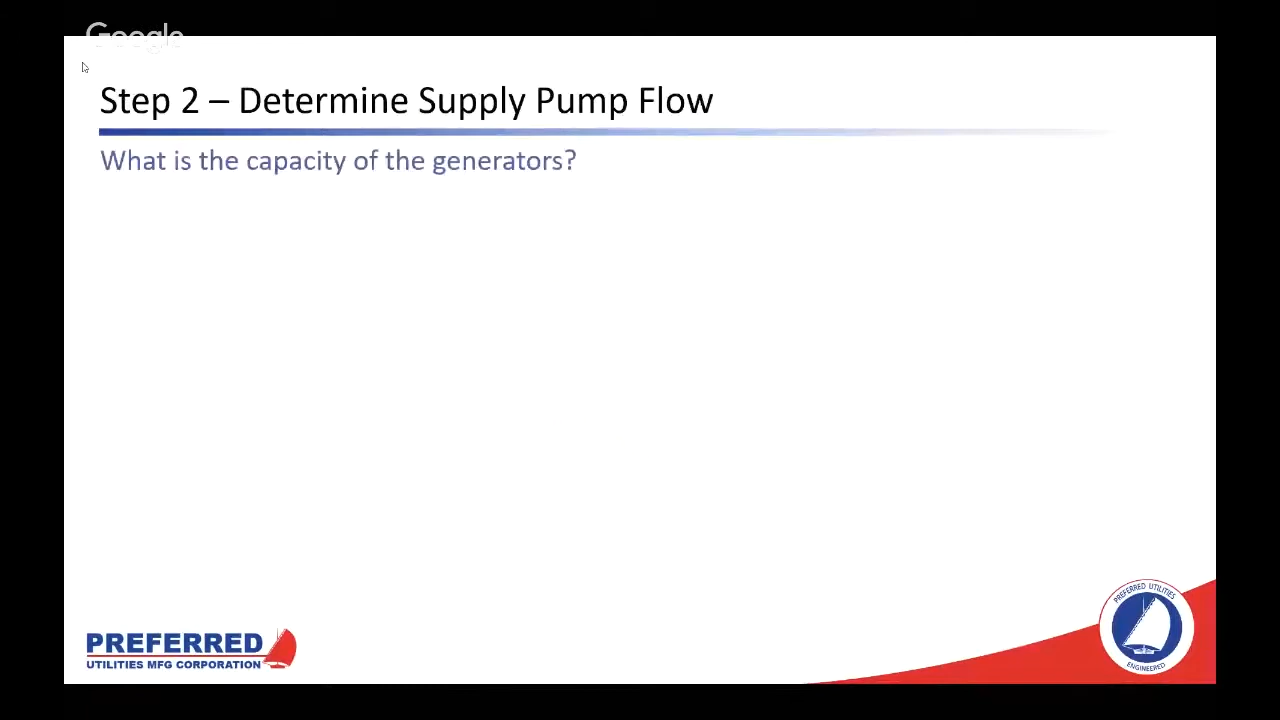 Google
Step 2 – Determine Supply Pump Flow
What is the capacity of the generators?
PREFERRED
UTILITIES MFG CORPORATION
PREFERRED UTILITIES
ENGINEERED